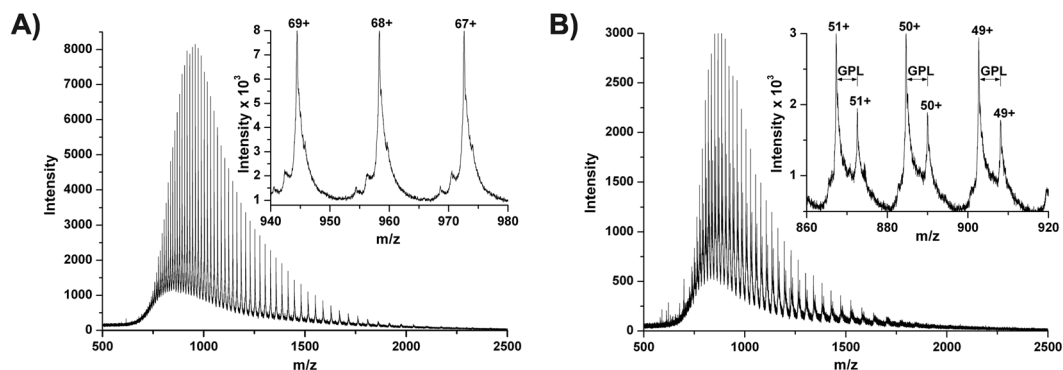 A)
Intensity
8000
7000
6000
5000
4000
3000
2000
1000
0
500 1000 1500 2000 2500
m/z
Intensity x 10³
8
7
6
5
4
3
2
1
69+ 68+ 67+
940 950 960 970 980
m/z
B)
Intensity
3000
2500
2000
1500
1000
500
0
500 1000 1500 2000 2500
m/z
Intensity x 10³
3
2
1
51+ 50+ 49+
GPL GPL GPL
51+ 50+ 49+
860 880 900 920
m/z